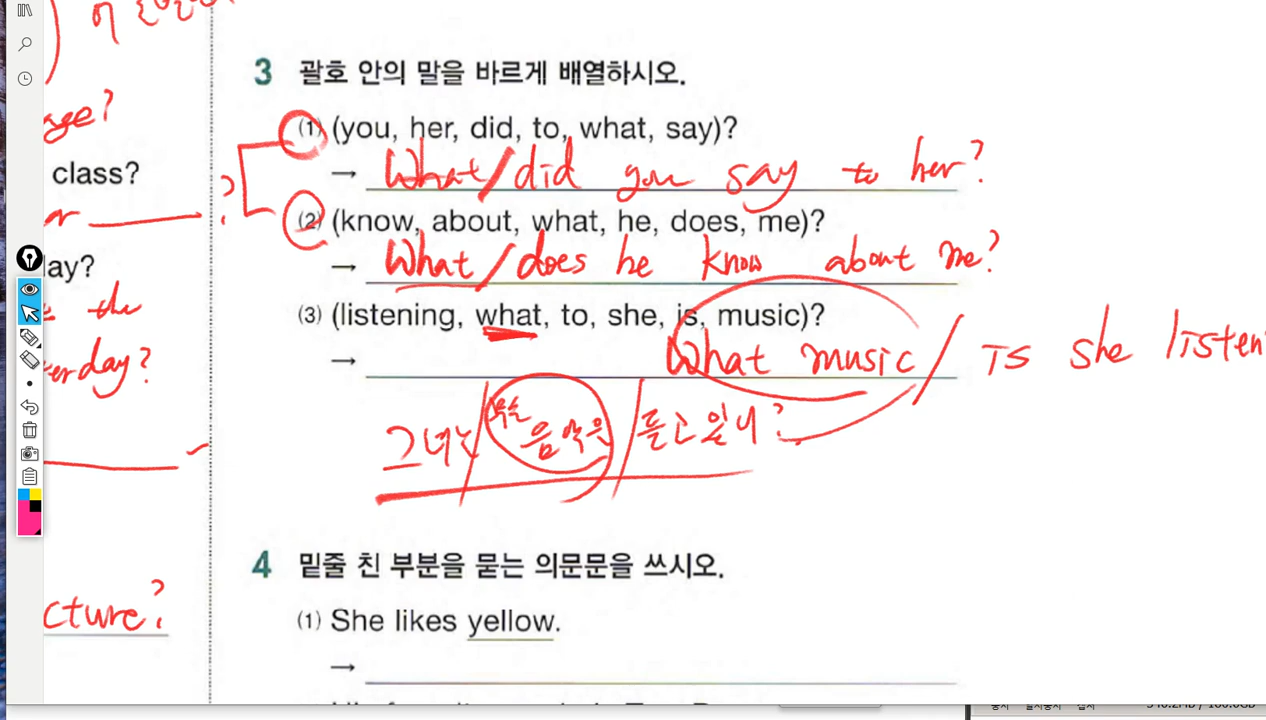 3 괄호 안의 말을 바르게 배열하시오.
age?
(1) (you, her, did, to, what, say)?
class?
→ What / did you say to her?
?
(2) (know, about, what, he, does, me)?
lay?
→ What / does he know about me?
the
(3) (listening, what, to, she, is, music)?
erday?
→ What music / is she listen
그녀는 / 무슨 음악을 / 듣고 있니?
4 밑줄 친 부분을 묻는 의문문을 쓰시오.
cture?
(1) She likes yellow.
→